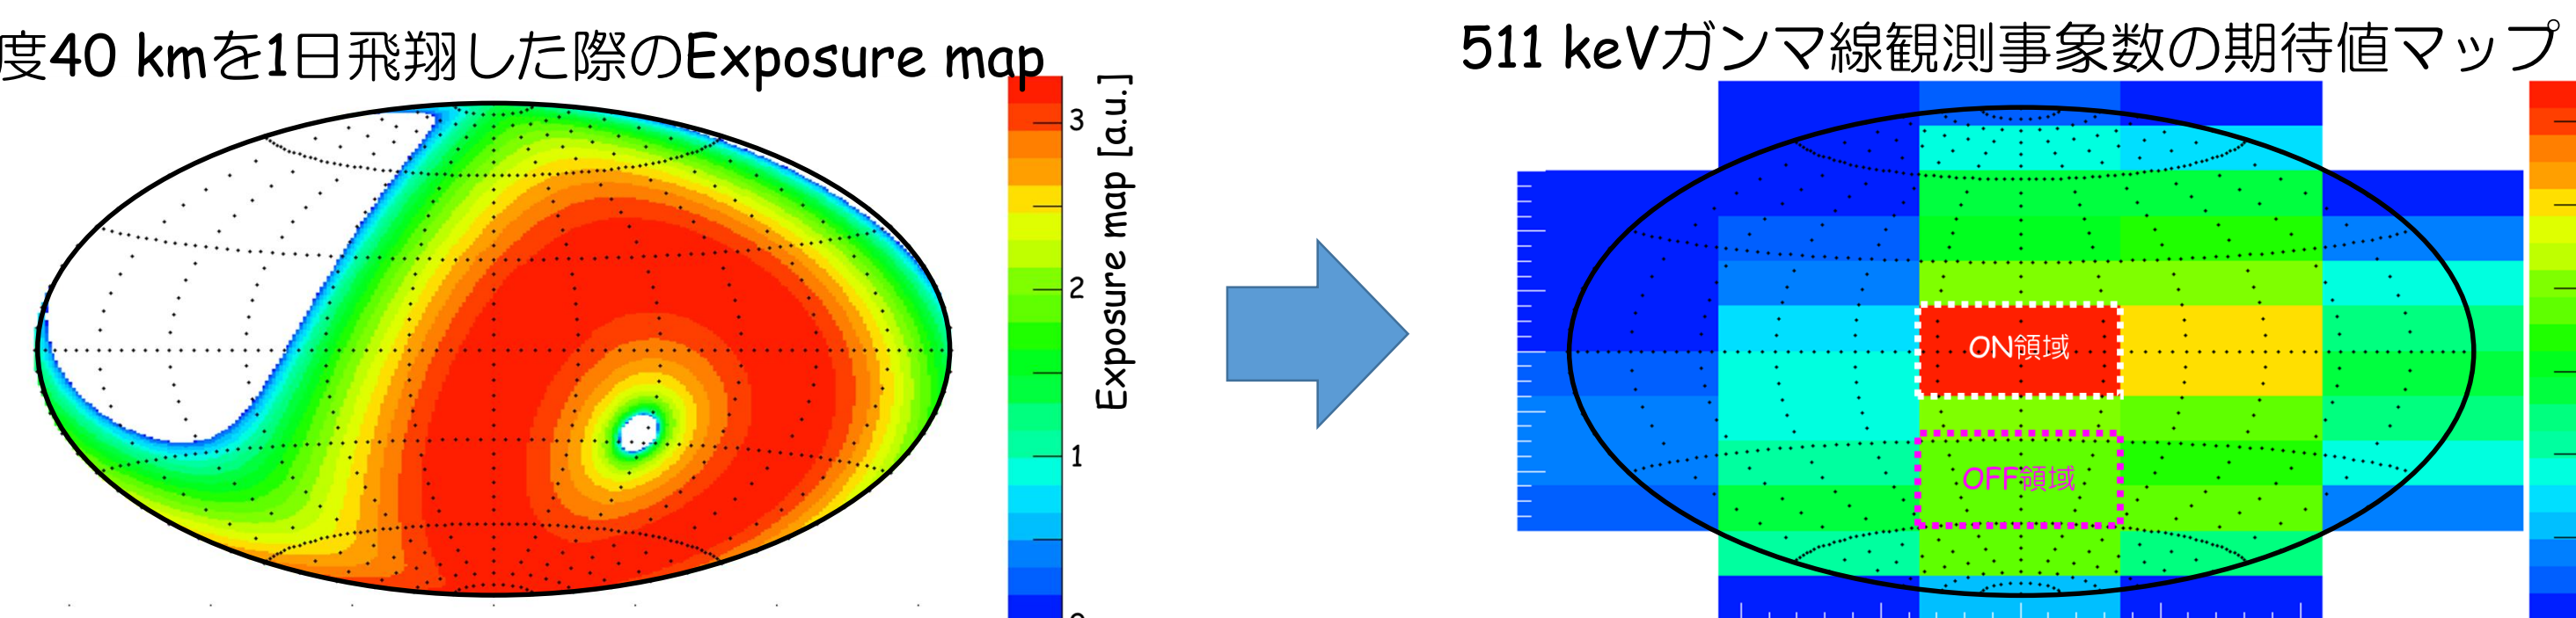 度40 kmを1日飛翔した際のExposure map
3
2
1
Exposure map [a.u.]
511 keVガンマ線観測事象数の期待値マップ
ON領域
OFF領域